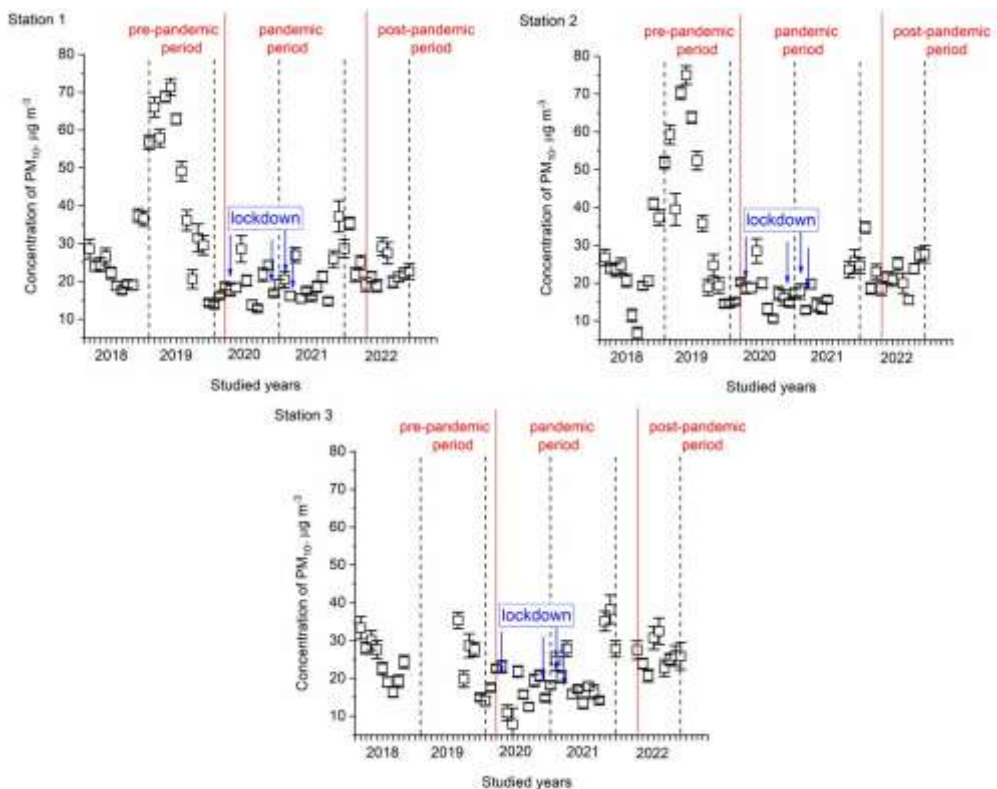 Station 1
pre-pandemic
period
pandemic
period
post-pandemic
period
80
70
60
50
40
30
20
10
Concentration of PM₁₀, µg m⁻³
lockdown
2018 2019 2020 2021 2022
Studied years
Station 2
pre-pandemic
period
pandemic
period
post-pandemic
period
80
70
60
50
40
30
20
10
Concentration of PM₁₀, µg m⁻³
lockdown
2018 2019 2020 2021 2022
Studied years
Station 3
pre-pandemic
period
pandemic
period
post-pandemic
period
80
70
60
50
40
30
20
10
Concentration of PM₁₀, µg m⁻³
lockdown
2018 2019 2020 2021 2022
Studied years